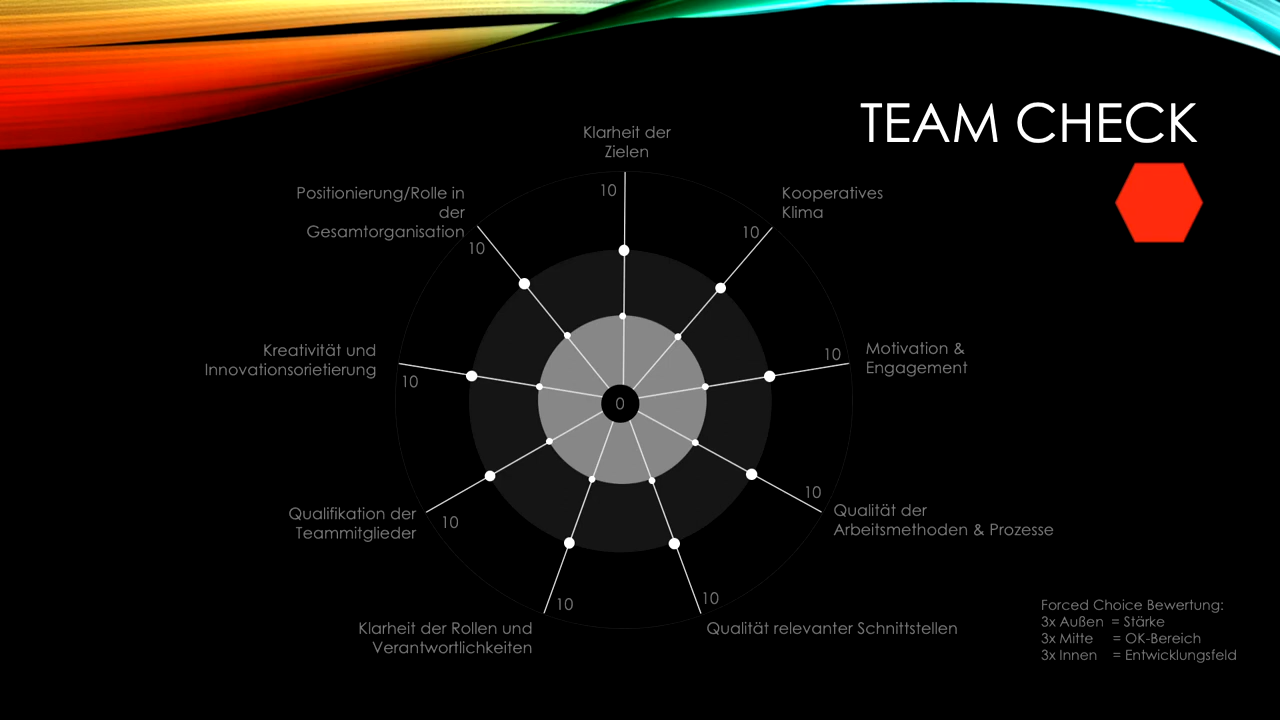 TEAM CHECK
Klarheit der
Zielen
10
Kooperatives
Klima
10
Motivation &
Engagement
10
Qualität der
Arbeitsmethoden & Prozesse
10
Qualität relevanter Schnittstellen
10
Klarheit der Rollen und
Verantwortlichkeiten
10
Qualifikation der
Teammitglieder
10
Kreativität und
Innovationsorietierung
10
Positionierung/Rolle in
der
Gesamtorganisation
10
0
Forced Choice Bewertung:
3x Außen = Stärke
3x Mitte = OK-Bereich
3x Innen = Entwicklungsfeld